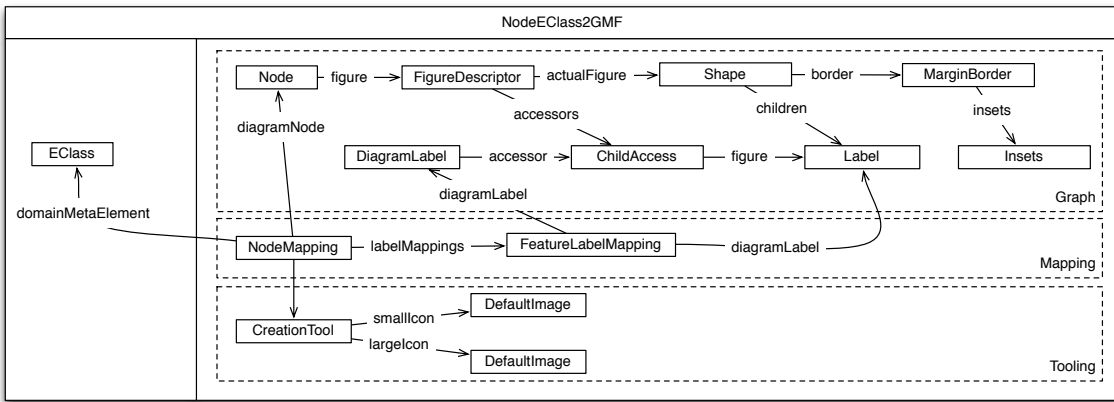 NodeEClass2GMF
Node
figure
FigureDescriptor
actualFigure
Shape
border
MarginBorder
diagramNode
accessors
children
insets
EClass
DiagramLabel
accessor
ChildAccess
figure
Label
Insets
diagramLabel
Graph
domainMetaElement
NodeMapping
labelMappings
FeatureLabelMapping
diagramLabel
Mapping
CreationTool
smallIcon
DefaultImage
largeIcon
DefaultImage
Tooling